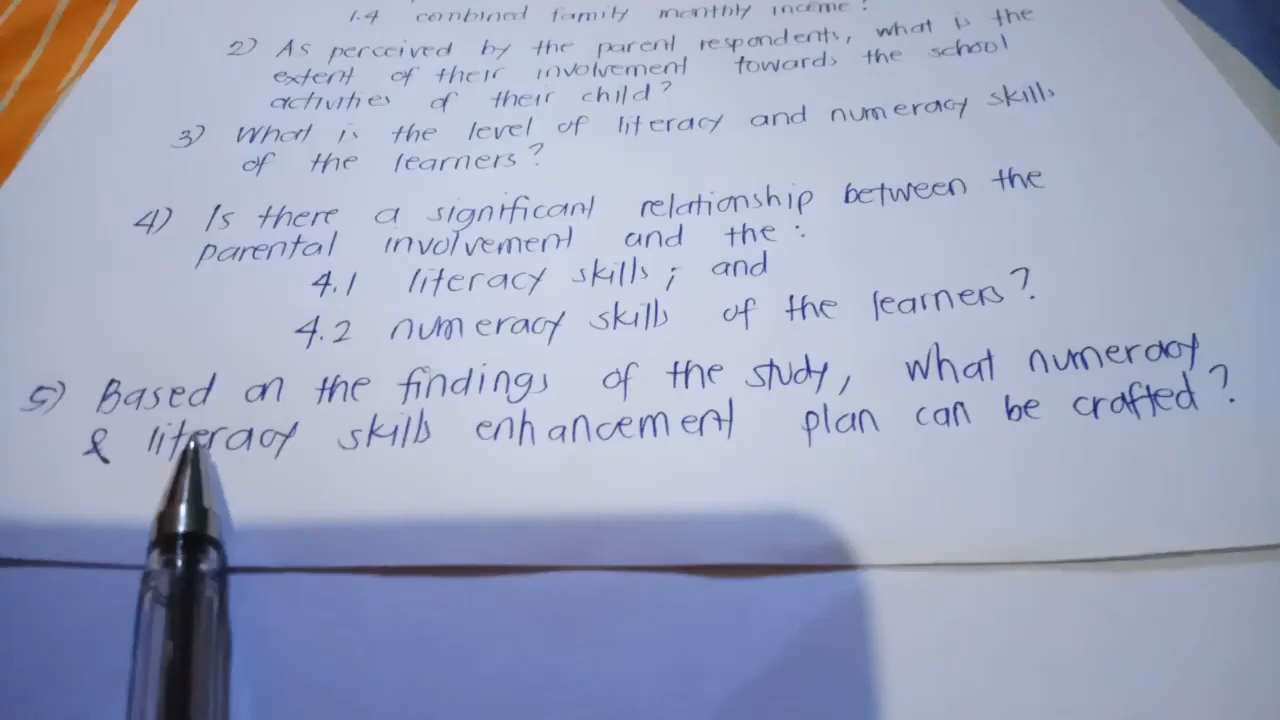 1.4 combined family monthly income?
2) As perceived by the parent respondents, what is the
extent of their involvement towards the school
activities of their child?
3) What is the level of literacy and numeracy skills
of the learners?
4) Is there a significant relationship between the
parental involvement and the:
4.1 literacy skills; and
4.2 numeracy skills of the learners?
5) Based on the findings of the study, what numeracy
& literacy skills enhancement plan can be crafted?